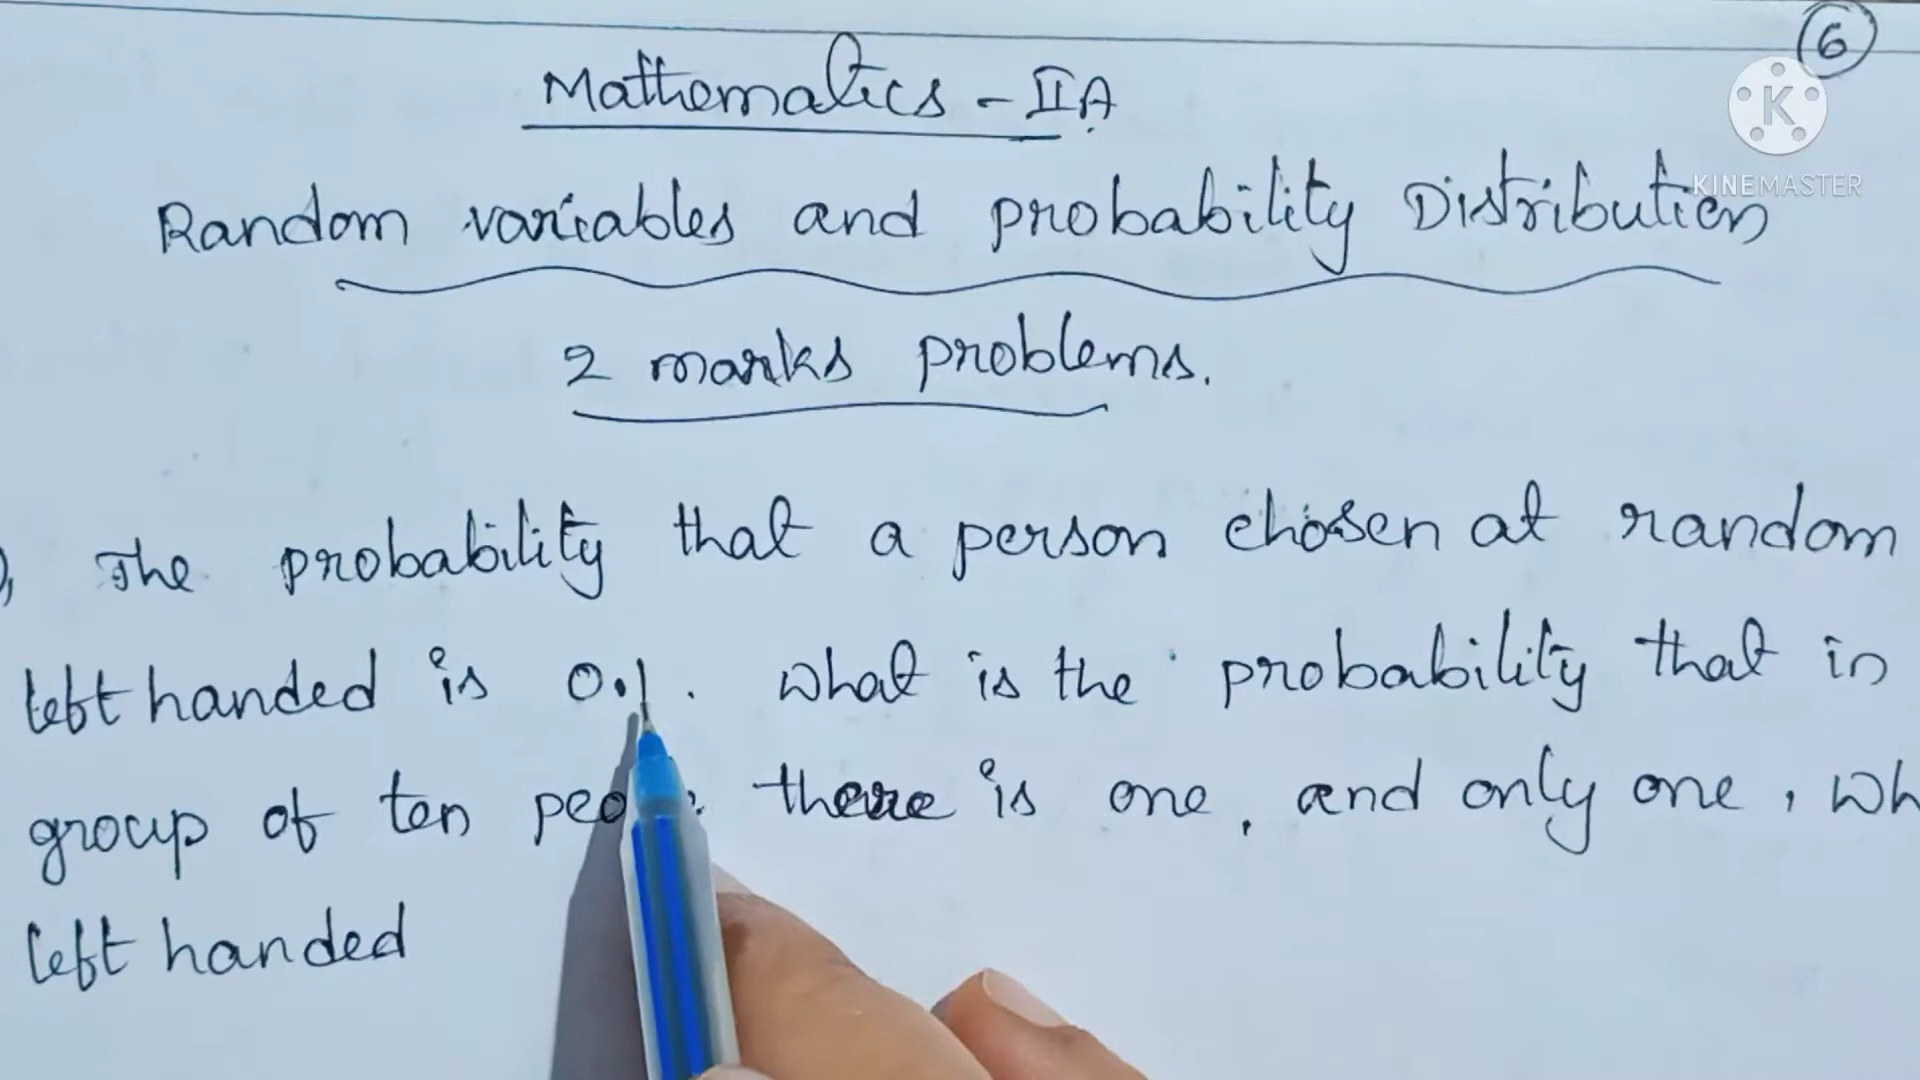 6
Mathematics - IIA
K
KINEMASTER
Random variables and probability Distribution
2 marks problems.
The probability that a person chosen at random
left handed is 0.1. what is the probability that in
group of ten there is one, and only one, wh
left handed